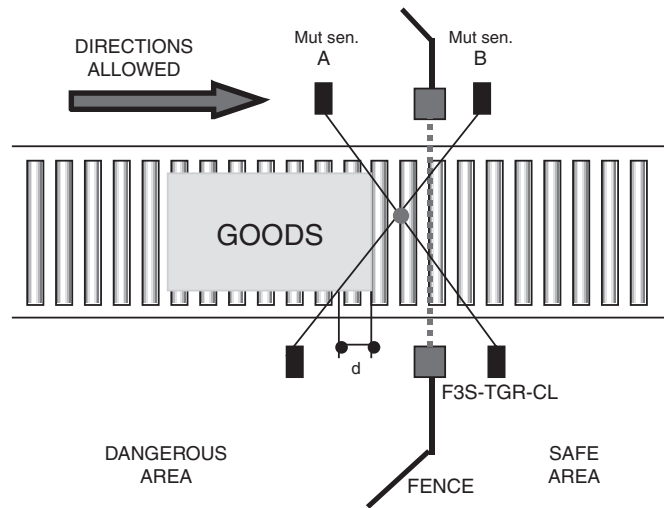 DIRECTIONS
ALLOWED
Mut sen.
A
Mut sen.
B
GOODS
d
F3S-TGR-CL
DANGEROUS
AREA
FENCE
SAFE
AREA